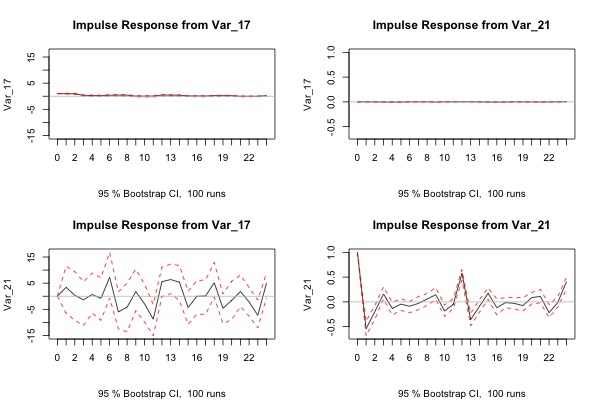 Impulse Response from Var_17
Var_17
15
5
-5
-15
0 2 4 6 8 10 13 16 19 22
95 % Bootstrap CI, 100 runs
Impulse Response from Var_21
Var_17
1.0
0.5
0.0
-0.5
0 2 4 6 8 10 13 16 19 22
95 % Bootstrap CI, 100 runs
Impulse Response from Var_17
Var_21
15
5
-5
-15
0 2 4 6 8 10 13 16 19 22
95 % Bootstrap CI, 100 runs
Impulse Response from Var_21
Var_21
1.0
0.5
0.0
-0.5
0 2 4 6 8 10 13 16 19 22
95 % Bootstrap CI, 100 runs